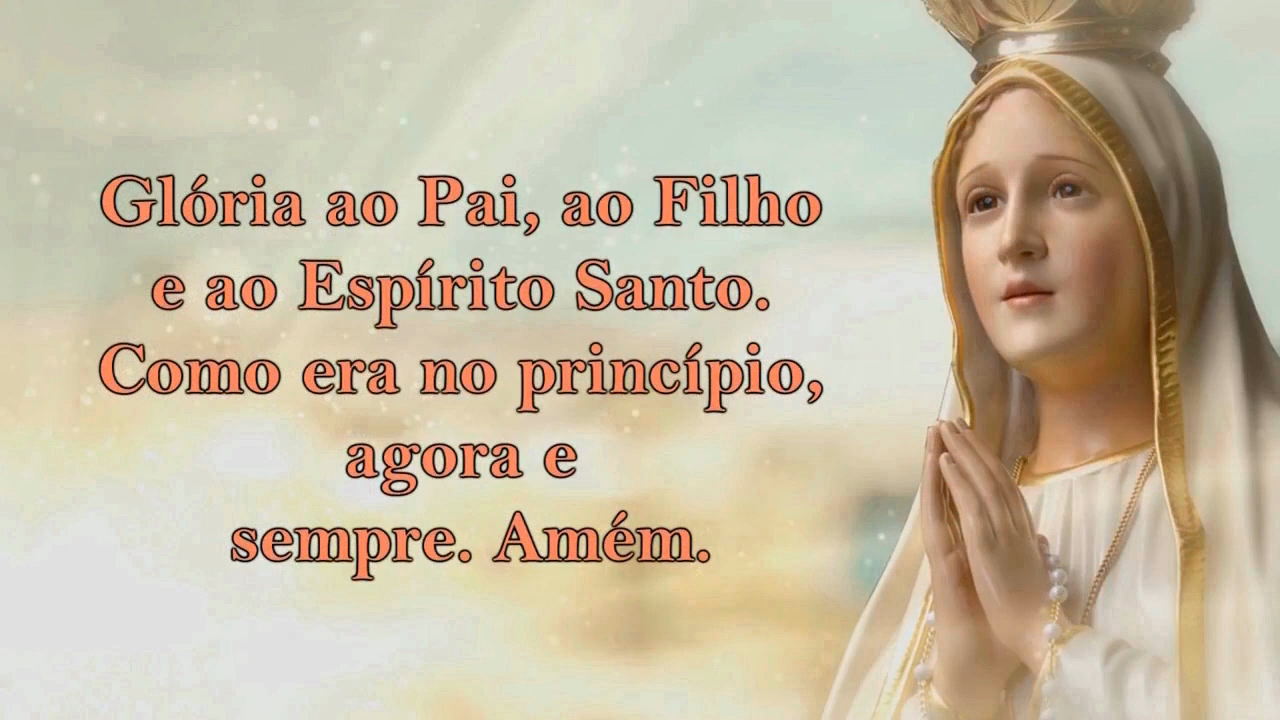 Glória ao Pai, ao Filho
e ao Espírito Santo.
Como era no princípio,
agora e
sempre. Amém.